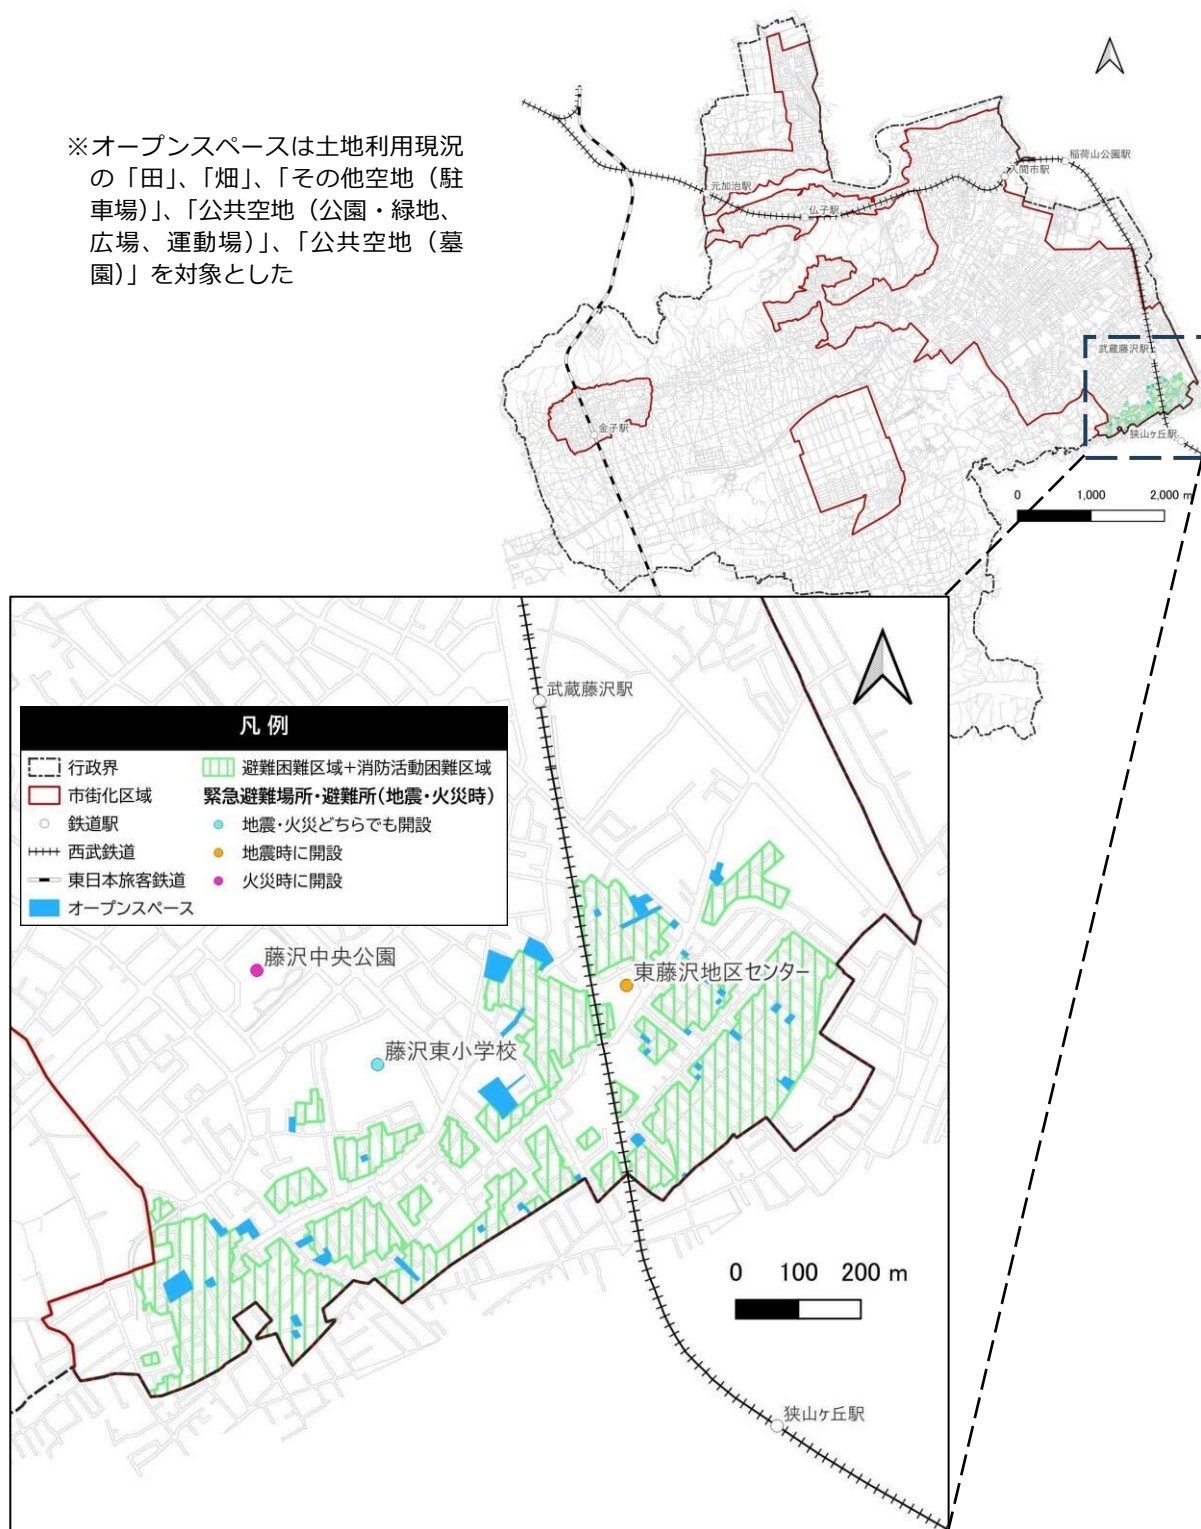 ※オープンスペースは土地利用現況
の「田」、「畑」、「その他空地（駐
車場）」、「公共空地（公園・緑地、
広場、運動場）」、「公共空地（墓
園）」を対象とした
稲荷山公園駅
入間市駅
元加治駅
仏子駅
武蔵藤沢駅
金子駅
狭山ヶ丘駅
0 1,000 2,000 m
武蔵藤沢駅
凡例
行政界
避難困難区域+消防活動困難区域
市街化区域
緊急避難場所・避難所(地震・火災時)
鉄道駅
地震・火災どちらでも開設
西武鉄道
地震時に開設
東日本旅客鉄道
火災時に開設
オープンスペース
藤沢中央公園
東藤沢地区センター
藤沢東小学校
0 100 200 m
狭山ヶ丘駅